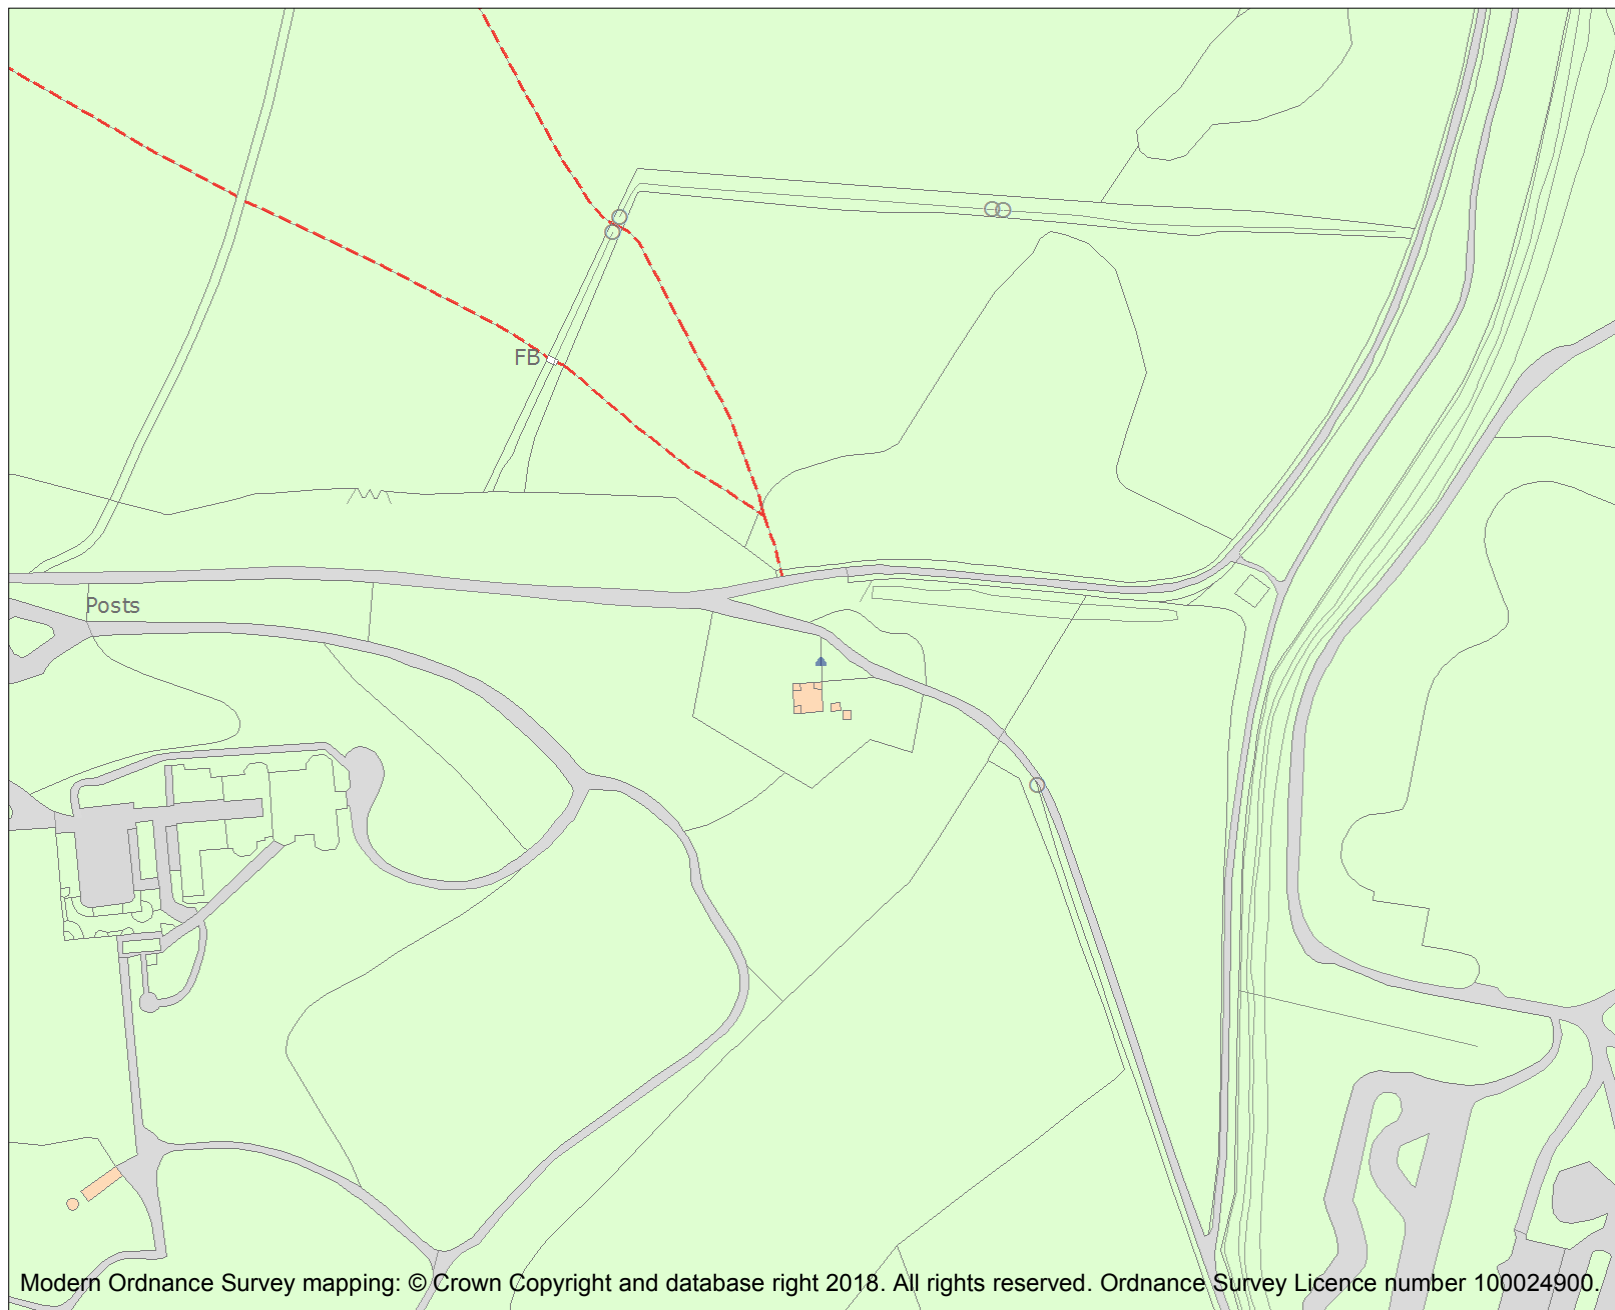 FB
Posts
Modern Ordnance Survey mapping: © Crown Copyright and database right 2018. All rights reserved. Ordnance Survey Licence number 100024900.